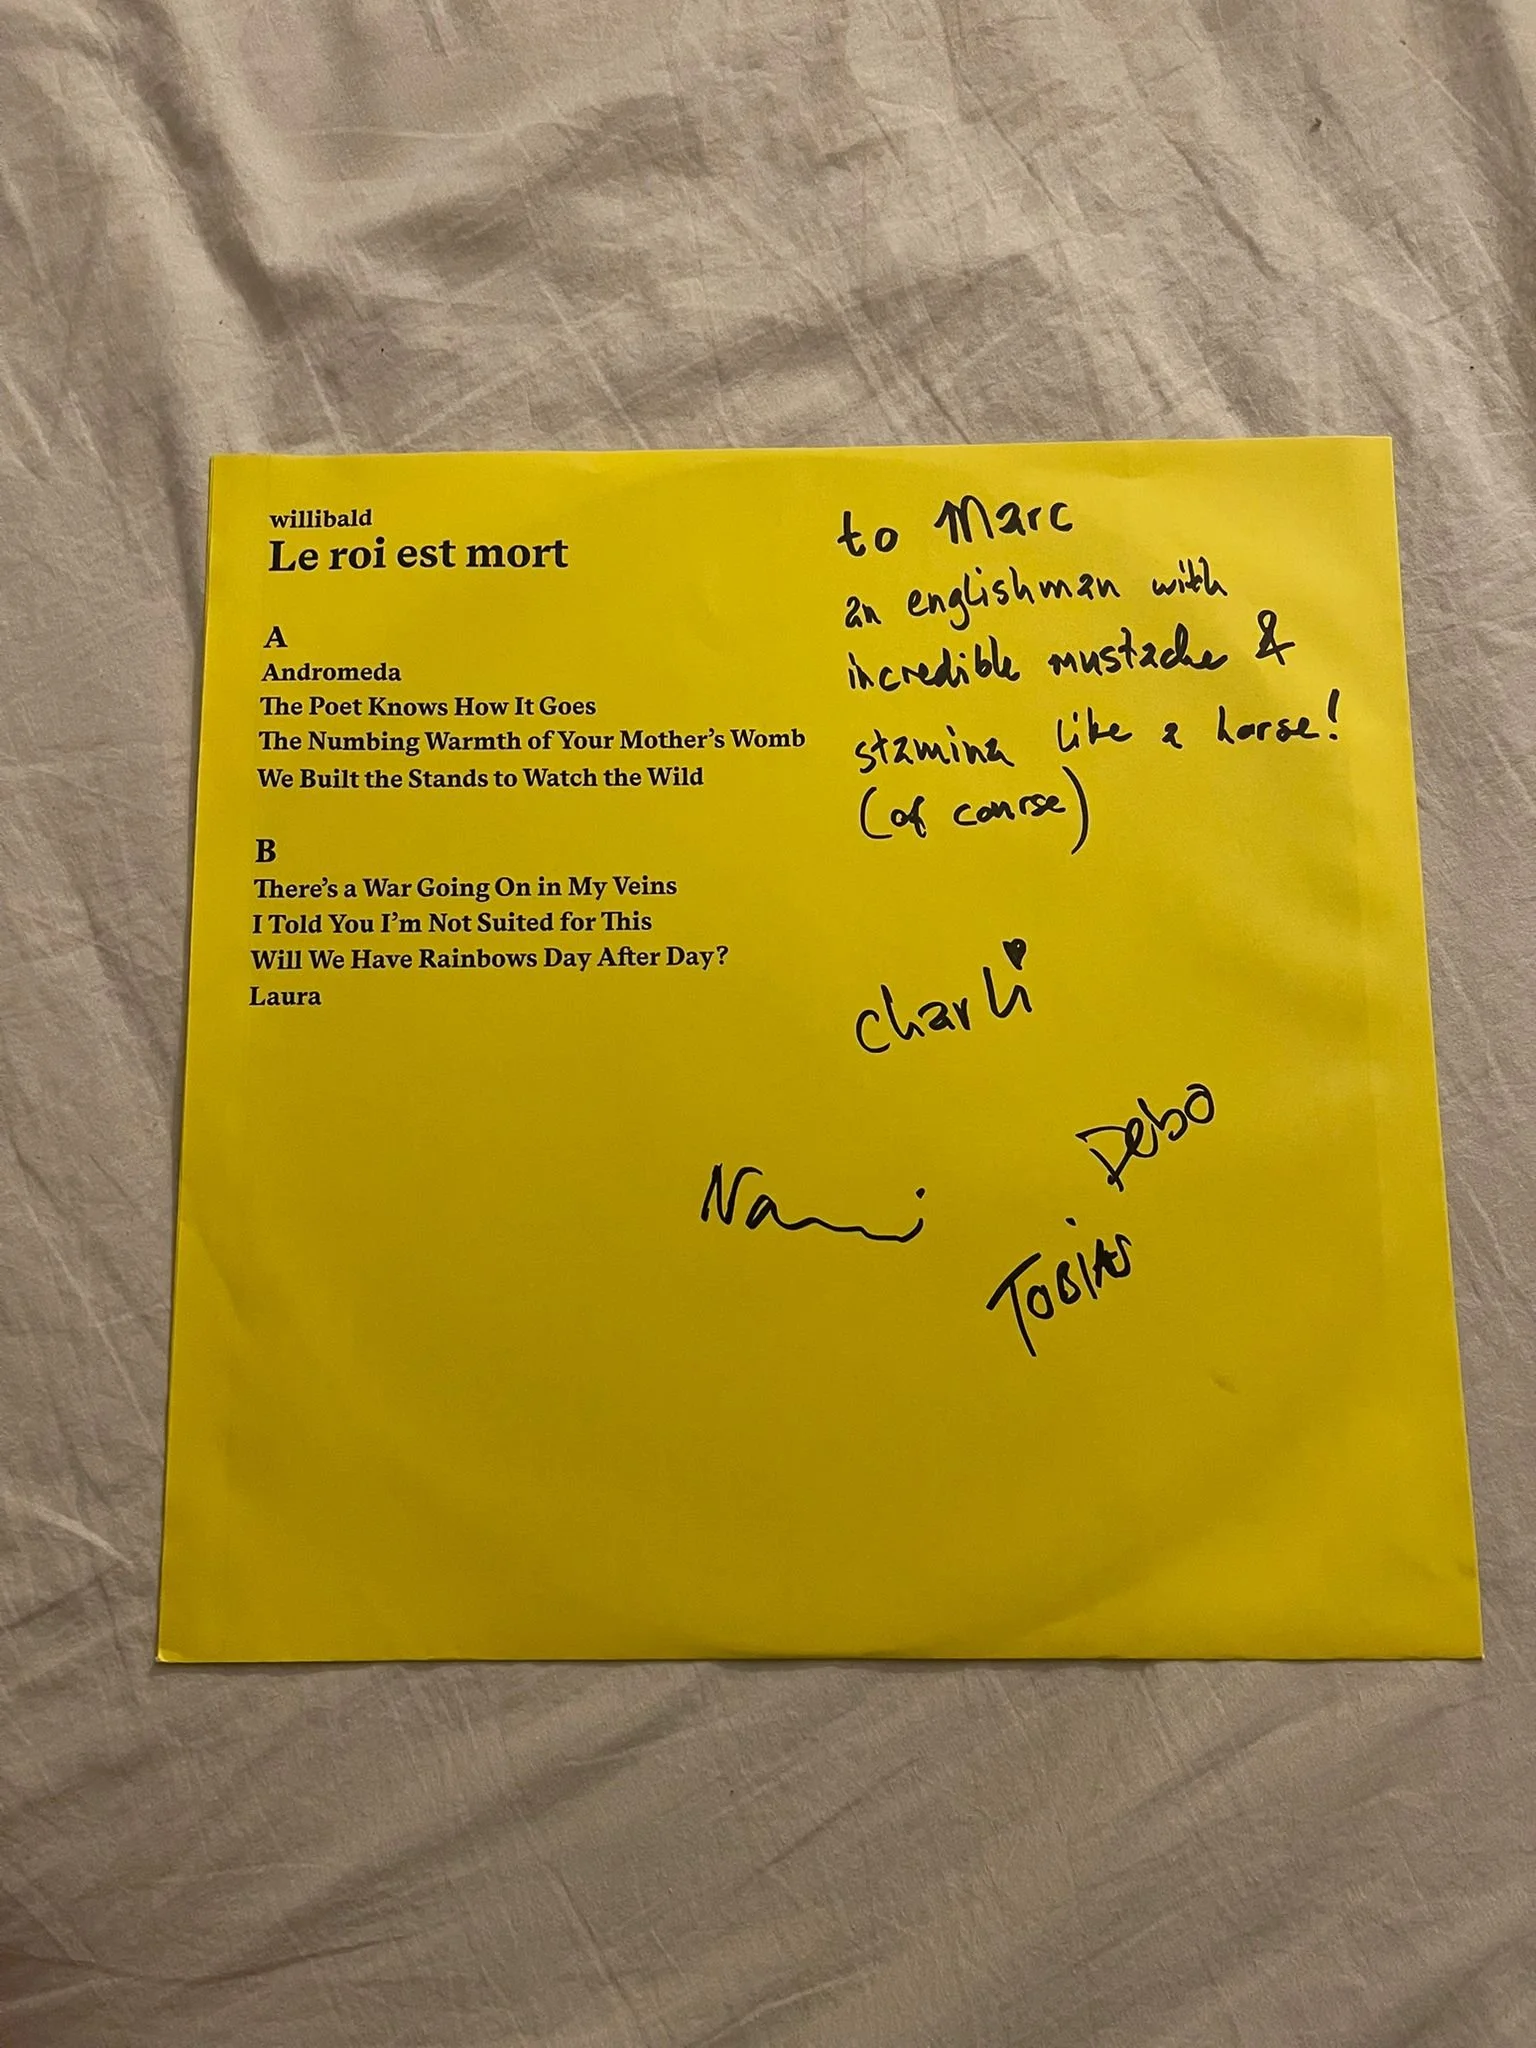 willibald
Le roi est mort
A
Andromeda
The Poet Knows How It Goes
The Numbing Warmth of Your Mother’s Womb
We Built the Stands to Watch the Wild
B
There’s a War Going On in My Veins
I Told You I’m Not Suited for This
Will We Have Rainbows Day After Day?
Laura
to Marc
an englishman with
incredible mustache &
stamina like a horse!
(of course)
charli
Debo
TOBIAS